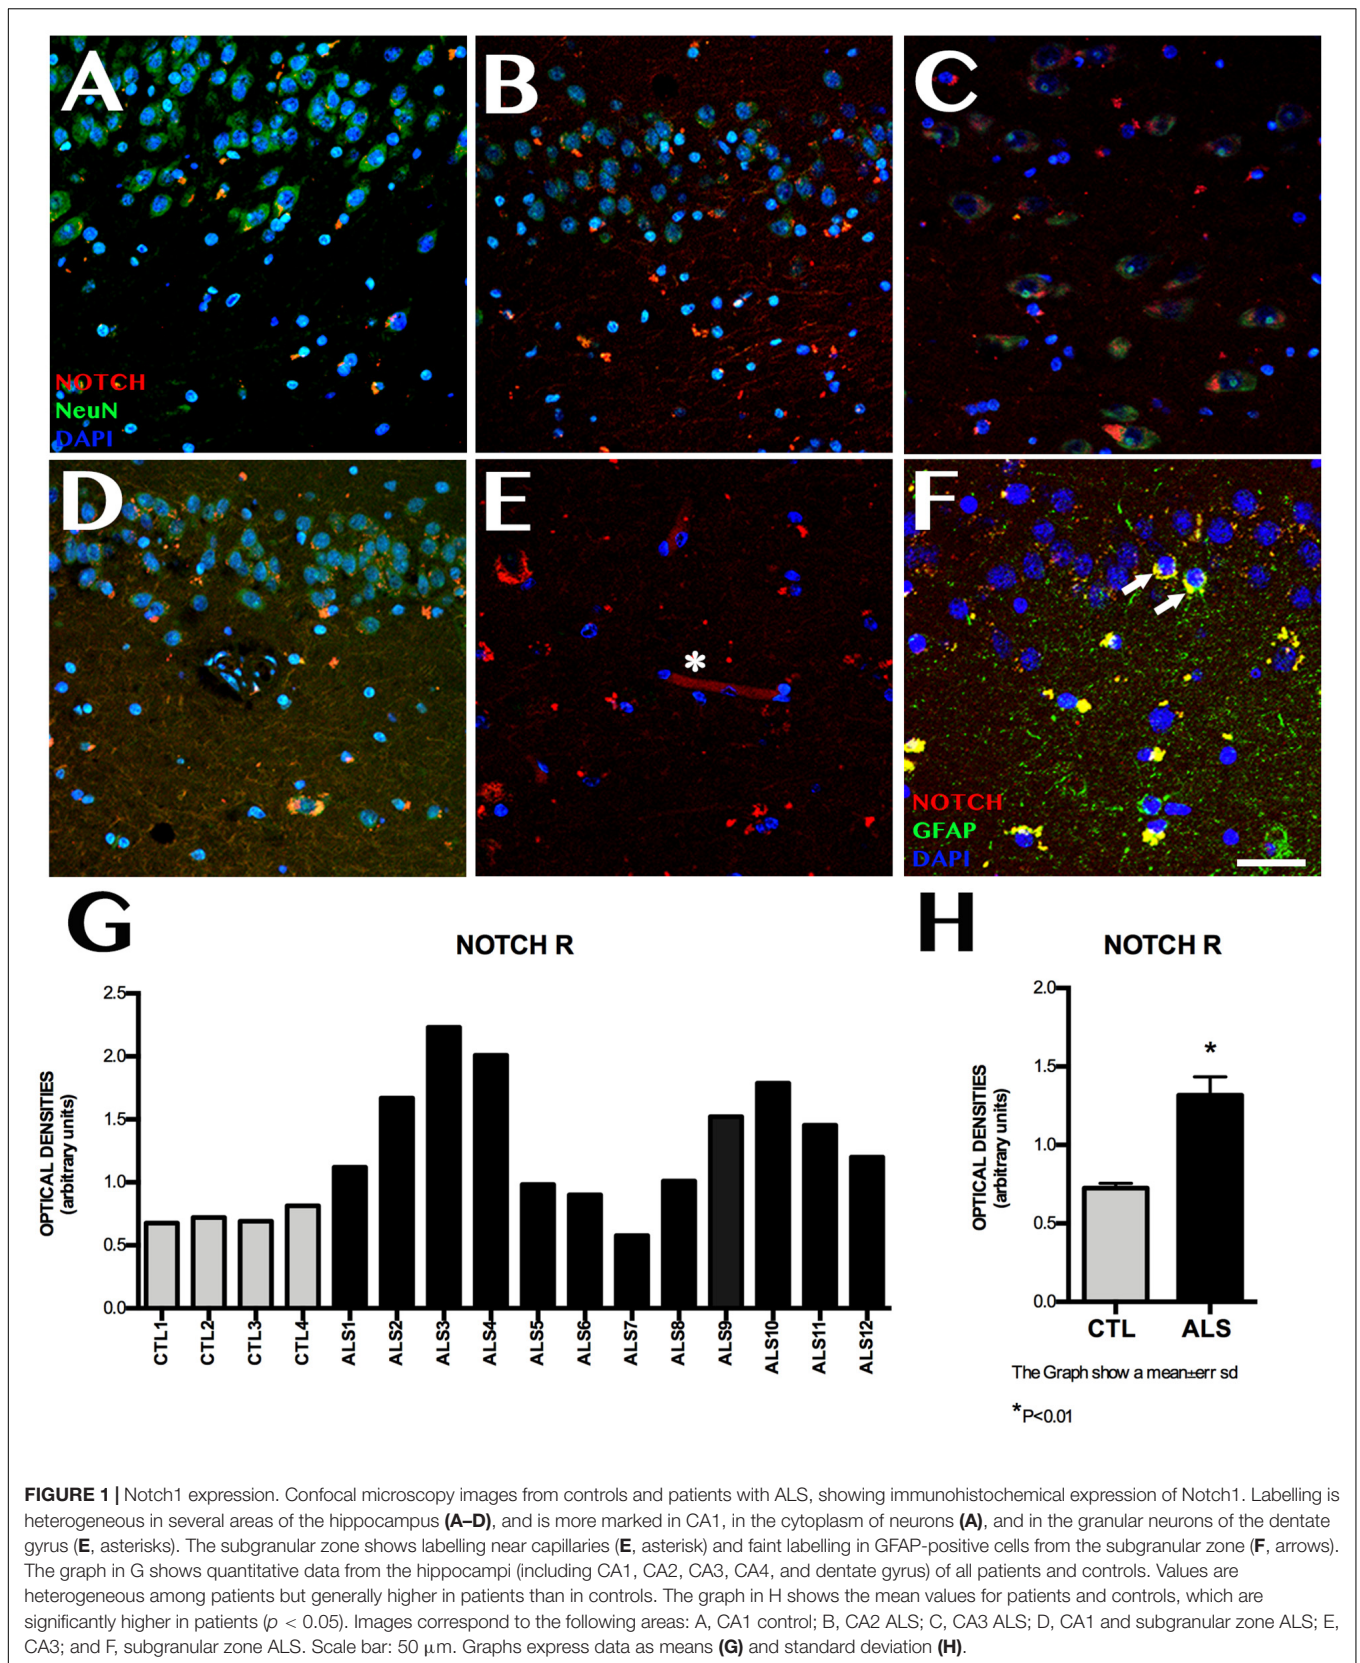 A
B
C
NOTCH
NeuN
DAPI
D
E
*
F
NOTCH
GFAP
DAPI
G
NOTCH R
OPTICAL DENSITIES
(arbitrary units)
2.5
2.0
1.5
1.0
0.5
0.0
CTL1
CTL2
CTL3
CTL4
ALS1
ALS2
ALS3
ALS4
ALS5
ALS6
ALS7
ALS8
ALS9
ALS10
ALS11
ALS12
H
NOTCH R
OPTICAL DENSITIES
(arbitrary units)
2.0
1.5
1.0
0.5
0.0
*
CTL ALS
The Graph show a mean±err sd
*P<0.01
FIGURE 1 | Notch1 expression. Confocal microscopy images from controls and patients with ALS, showing immunohistochemical expression of Notch1. Labelling is
heterogeneous in several areas of the hippocampus (A–D), and is more marked in CA1, in the cytoplasm of neurons (A), and in the granular neurons of the dentate
gyrus (E, asterisks). The subgranular zone shows labelling near capillaries (E, asterisk) and faint labelling in GFAP-positive cells from the subgranular zone (F, arrows).
The graph in G shows quantitative data from the hippocampi (including CA1, CA2, CA3, CA4, and dentate gyrus) of all patients and controls. Values are
heterogeneous among patients but generally higher in patients than in controls. The graph in H shows the mean values for patients and controls, which are
significantly higher in patients (p < 0.05). Images correspond to the following areas: A, CA1 control; B, CA2 ALS; C, CA3 ALS; D, CA1 and subgranular zone ALS; E,
CA3; and F, subgranular zone ALS. Scale bar: 50 μm. Graphs express data as means (G) and standard deviation (H).